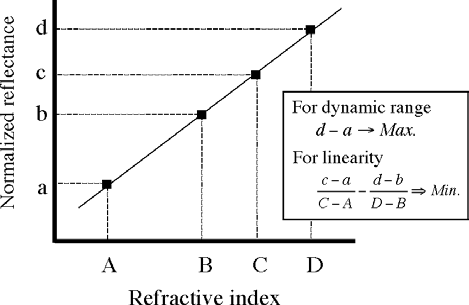 Normalized reflectance
d
c
b
a
For dynamic range
d – a → Max.
For linearity
c – a / C – A - d – b / D – B ⇒ Min.
A B C D
Refractive index